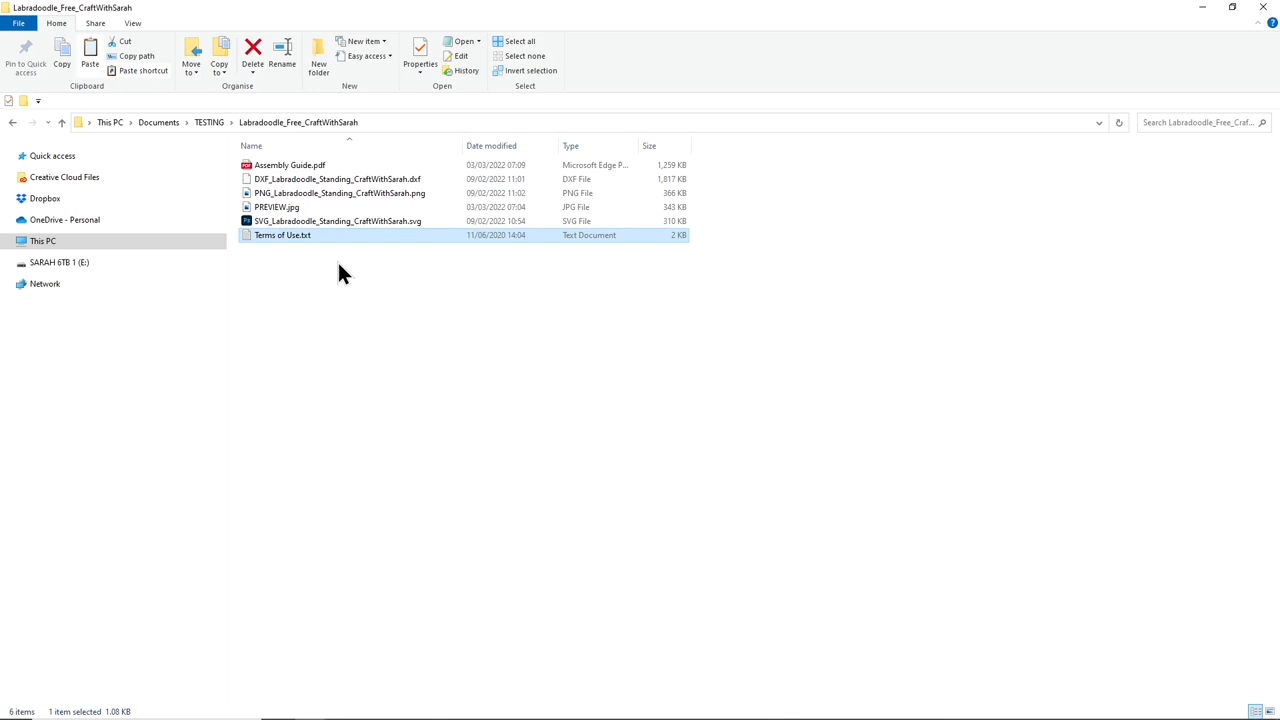 Labradoodle_Free_CraftWithSarah
File Home Share View
Pin to Quick access
Copy
Paste
Cut
Copy path
Paste shortcut
Clipboard
Move to
Copy to
Delete
Rename
Organise
New folder
New item
Easy access
New
Properties
Open
Edit
History
Open
Select all
Select none
Invert selection
Select
This PC > Documents > TESTING > Labradoodle_Free_CraftWithSarah
Search Labradoodle_Free_Craf...
Quick access
Creative Cloud Files
Dropbox
OneDrive - Personal
This PC
SARAH 6TB 1 (E:)
Network
Name Date modified Type Size
Assembly Guide.pdf 03/03/2022 07:09 Microsoft Edge P... 1,259 KB
DXF_Labradoodle_Standing_CraftWithSarah.dxf 09/02/2022 11:01 DXF File 1,817 KB
PNG_Labradoodle_Standing_CraftWithSarah.png 09/02/2022 11:02 PNG File 366 KB
PREVIEW.jpg 03/03/2022 07:04 JPG File 343 KB
SVG_Labradoodle_Standing_CraftWithSarah.svg 09/02/2022 10:54 SVG File 310 KB
Terms of Use.txt 11/06/2020 14:04 Text Document 2 KB
6 items 1 item selected 1.08 KB